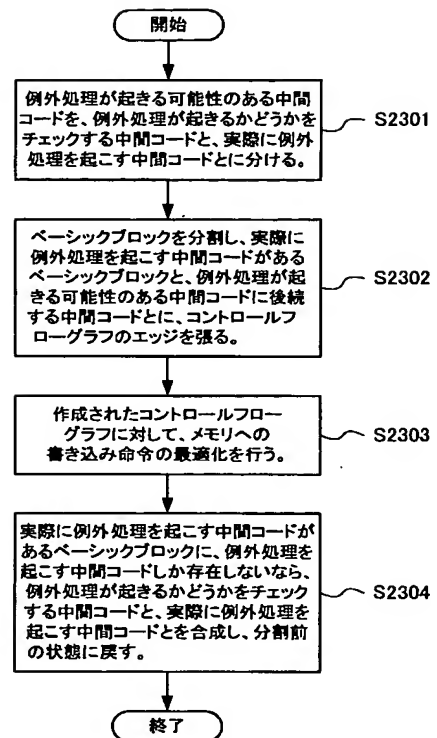 開始
例外処理が起きる可能性のある中間
コードを、例外処理が起きるかどうかを
チェックする中間コードと、実際に例外
処理を起こす中間コードとに分ける。
S2301
ベーシックブロックを分割し、実際に
例外処理を起こす中間コードがある
ベーシックブロックと、例外処理が起
きる可能性のある中間コードに後続
する中間コードとに、コントロールフ
ローグラフのエッジを張る。
S2302
作成されたコントロールフロー
グラフに対して、メモリへの
書き込み命令の最適化を行う。
S2303
実際に例外処理を起こす中間コードが
あるベーシックブロックに、例外処理を
起こす中間コードしか存在しないなら、
例外処理が起きるかどうかをチェック
する中間コードと、実際に例外処理を
起こす中間コードとを合成し、分割前
の状態に戻す。
S2304
終了